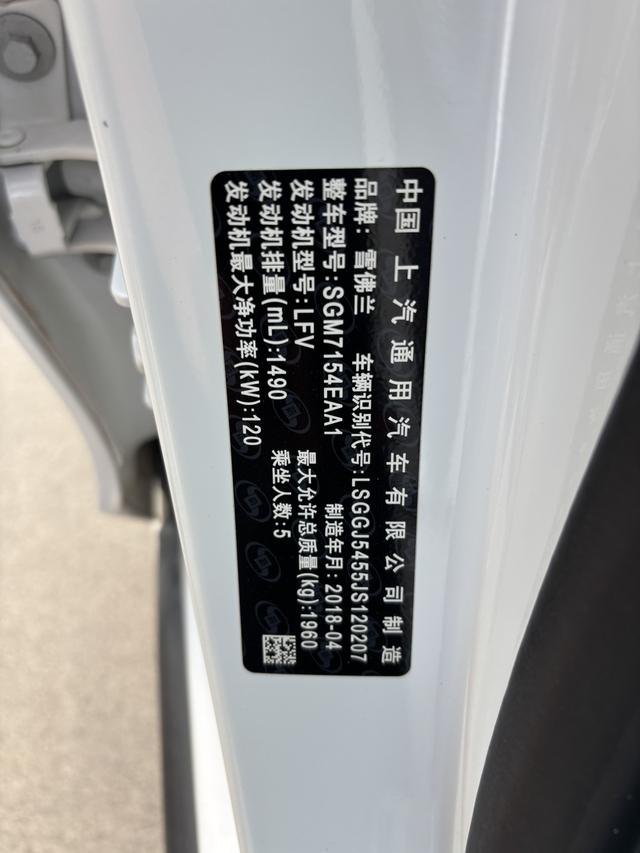 中国 上汽通用汽车有限公司制造
品牌: 雪佛兰 车辆识别代号:LSGGJ5455JS120207
整车型号:SGM7154EAA1 制造年月:2018-04
发动机型号:LFV 最大允许总质量(kg):1960
发动机排量(mL):1490 乘坐人数:5
发动机最大净功率(kW):120